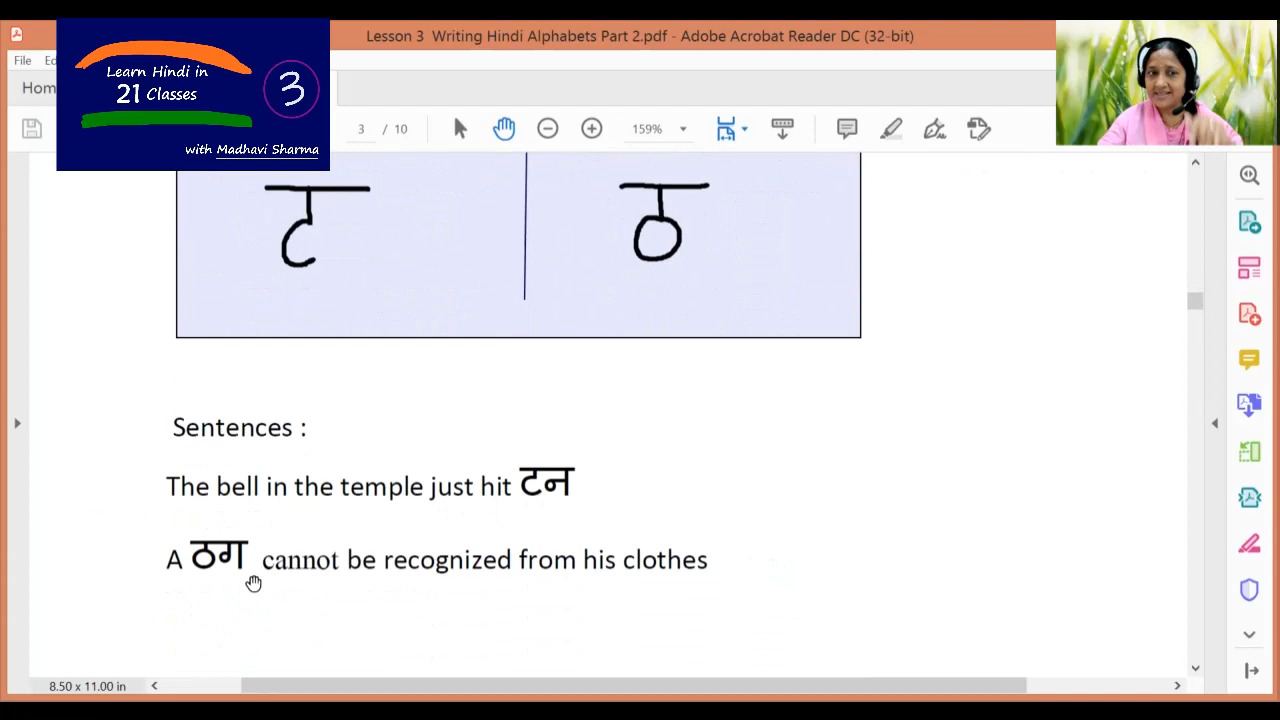 Lesson 3 Writing Hindi Alphabets Part 2.pdf - Adobe Acrobat Reader DC (32-bit)
Learn Hindi in
21 Classes
3
with Madhavi Sharma
File
3 / 10
159%
ट
ठ
Sentences :
The bell in the temple just hit टन
A ठग cannot be recognized from his clothes
8.50 x 11.00 in